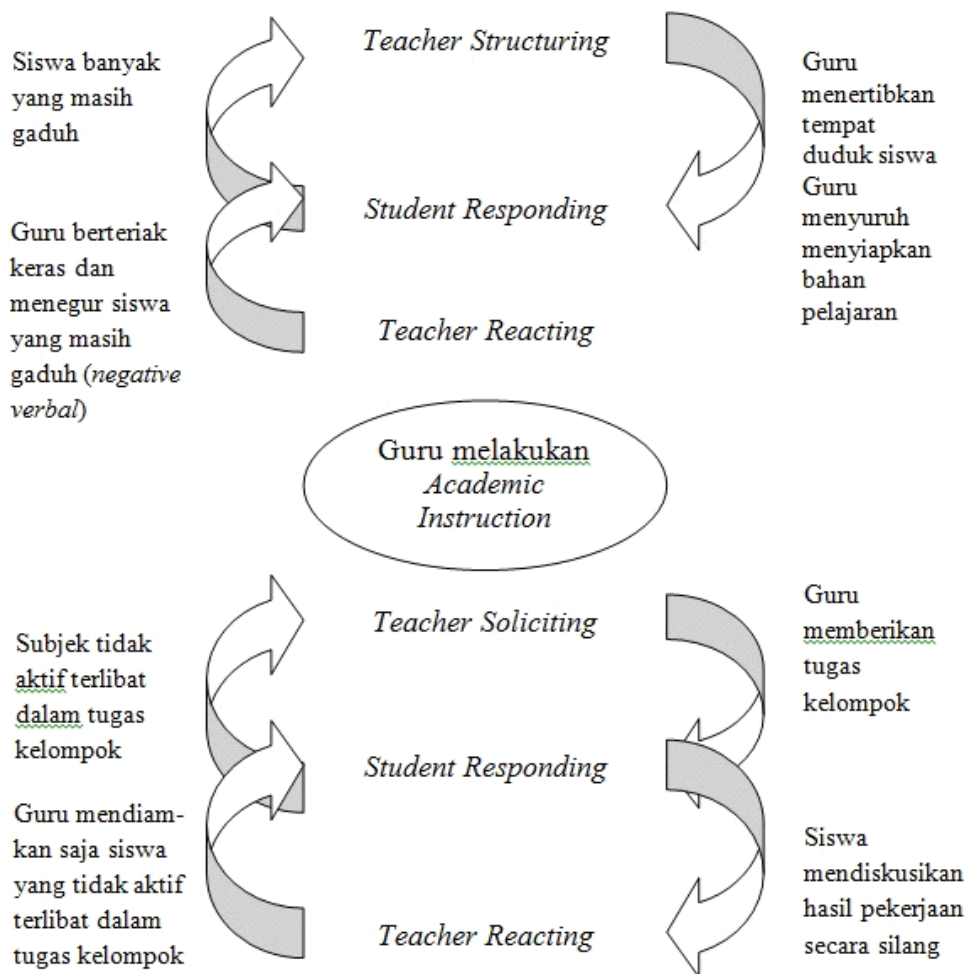 Teacher Structuring
Siswa banyak
yang masih
gaduh
Guru
menertibkan
tempat
duduk siswa
Guru
menyuruh
menyiapkan
bahan
pelajaran
Student Responding
Guru berteriak
keras dan
menegur siswa
yang masih
gaduh (negative
verbal)
Teacher Reacting
Guru melakukan
Academic
Instruction
Teacher Soliciting
Guru
memberikan
tugas
kelompok
Subjek tidak
aktif terlibat
dalam tugas
kelompok
Student Responding
Guru mendiam-
kan saja siswa
yang tidak aktif
terlibat dalam
tugas kelompok
Siswa
mendiskusikan
hasil pekerjaan
secara silang
Teacher Reacting